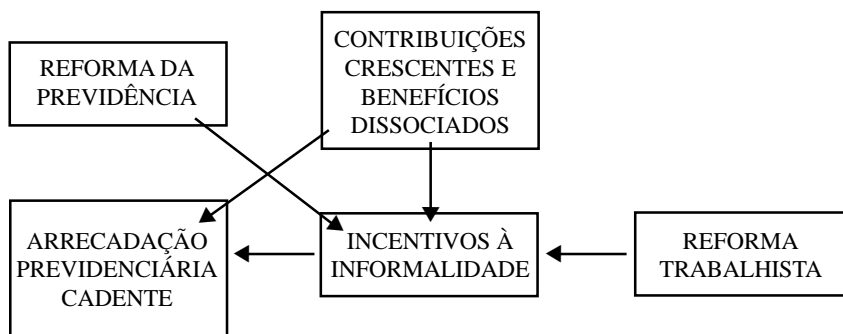 REFORMA DA
PREVIDÊNCIA
CONTRIBUIÇÕES
CRESCENTES E
BENEFÍCIOS
DISSOCIADOS
ARRECADAÇÃO
PREVIDENCIÁRIA
CADENTE
INCENTIVOS À
INFORMALIDADE
REFORMA
TRABALHISTA